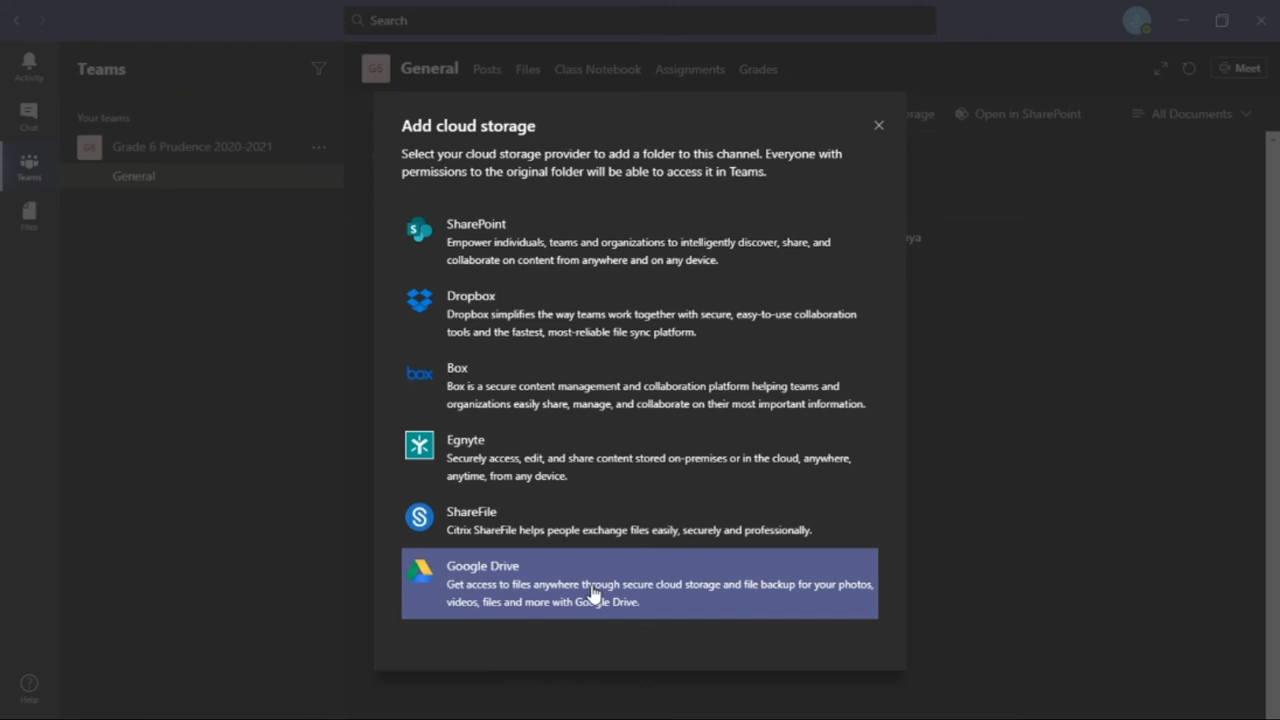 Search
Activity
Chat
Teams
Files
Help
Teams
Your teams
G6 Grade 6 Prudence 2020-2021 ...
General
G6 General Posts Files Class Notebook Assignments Grades
Meet
Open in SharePoint All Documents
Add cloud storage
Select your cloud storage provider to add a folder to this channel. Everyone with
permissions to the original folder will be able to access it in Teams.
SharePoint
Empower individuals, teams and organizations to intelligently discover, share, and
collaborate on content from anywhere and on any device.
Dropbox
Dropbox simplifies the way teams work together with secure, easy-to-use collaboration
tools and the fastest, most-reliable file sync platform.
box
Box
Box is a secure content management and collaboration platform helping teams and
organizations easily share, manage, and collaborate on their most important information.
Egnyte
Securely access, edit, and share content stored on-premises or in the cloud, anywhere,
anytime, from any device.
ShareFile
Citrix ShareFile helps people exchange files easily, securely and professionally.
Google Drive
Get access to files anywhere through secure cloud storage and file backup for your photos,
videos, files and more with Google Drive.